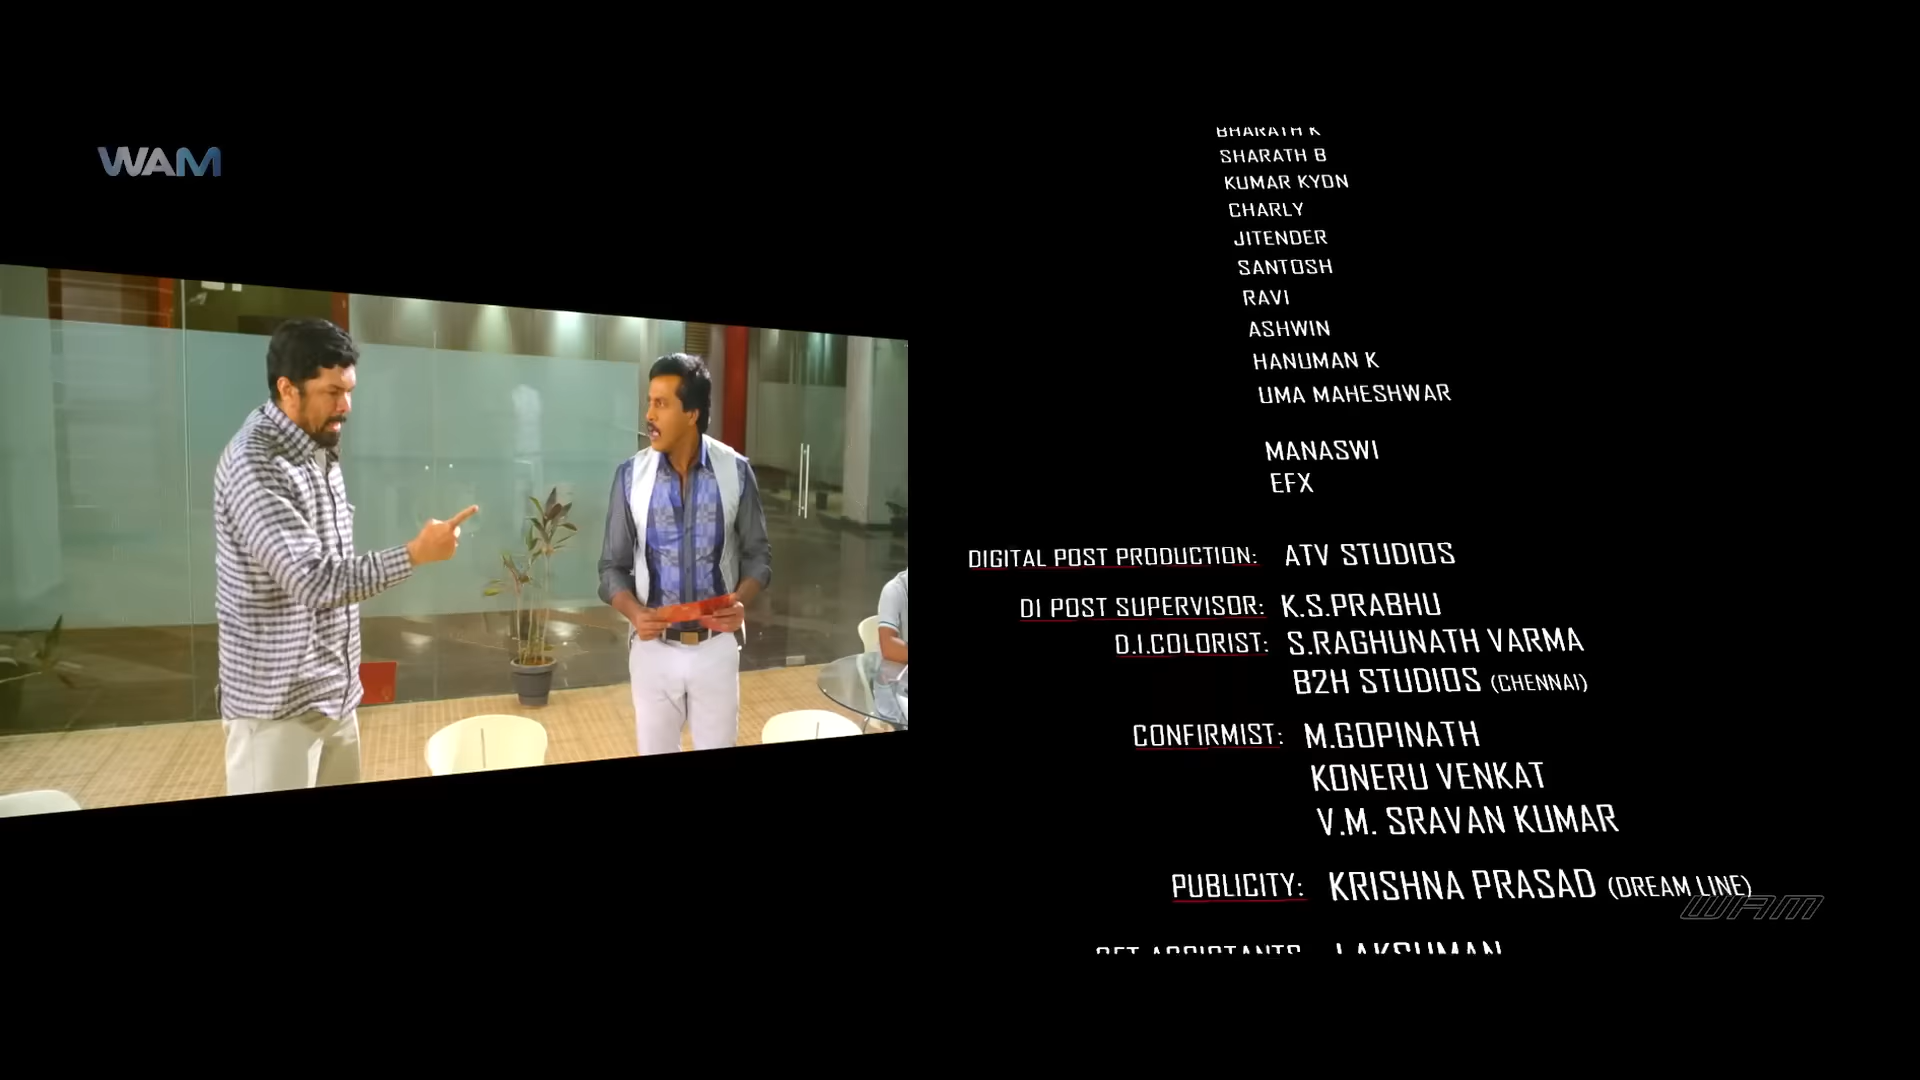 WAM
BHARATH K
SHARATH B
KUMAR KYDN
CHARLY
JITENDER
SANTOSH
RAVI
ASHWIN
HANUMAN K
UMA MAHESHWAR
MANASWI
EFX
DIGITAL POST PRODUCTION: ATV STUDIOS
DI POST SUPERVISOR: K.S.PRABHU
D.I.COLORIST: S.RAGHUNATH VARMA
B2H STUDIOS (CHENNAI)
CONFIRMIST: M.GOPINATH
KONERU VENKAT
V.M. SRAVAN KUMAR
PUBLICITY: KRISHNA PRASAD (DREAM LINE)
WAM
LAKSHMAN